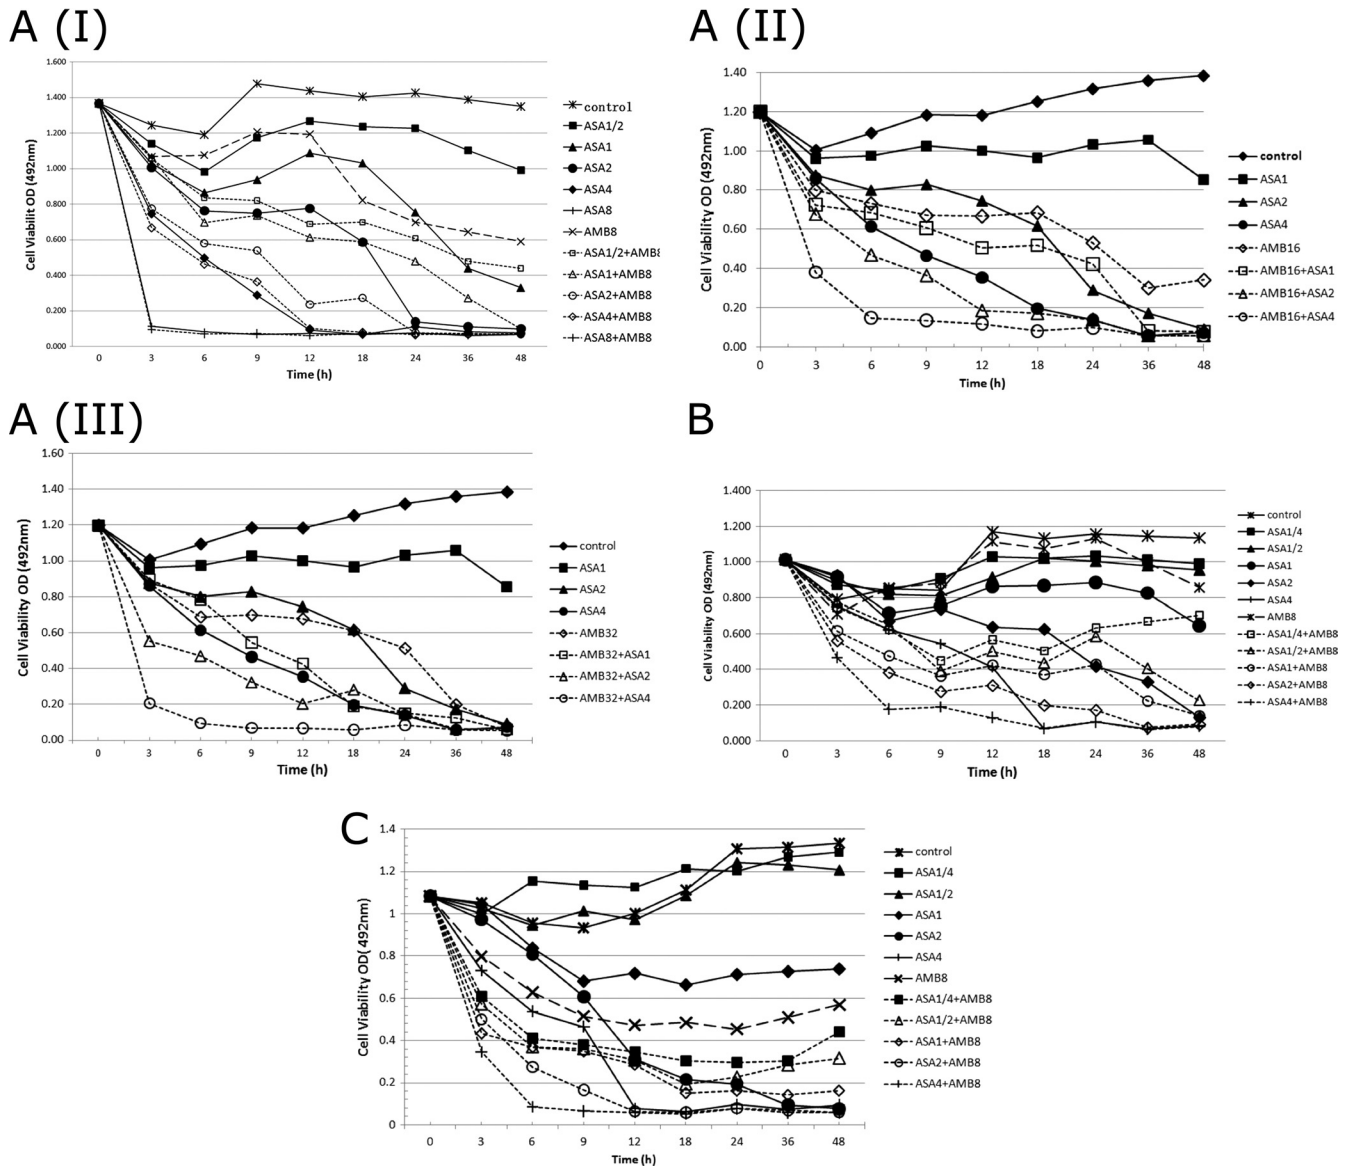 A (I)
1.600
1.400
1.200
1.000
0.800
0.600
0.400
0.200
0.000
Cell Viabilit OD (492nm)
0 3 6 9 12 18 24 36 48
Time (h)
control
ASA1/2
ASA1
ASA2
ASA4
ASA8
AMB8
ASA1/2+AMB8
ASA1+AMB8
ASA2+AMB8
ASA4+AMB8
ASA8+AMB8
A (II)
1.40
1.20
1.00
0.80
0.60
0.40
0.20
0.00
Cell Viability OD (492nm)
0 3 6 9 12 18 24 36 48
Time (h)
control
ASA1
ASA2
ASA4
AMB16
AMB16+ASA1
AMB16+ASA2
AMB16+ASA4
A (III)
1.60
1.40
1.20
1.00
0.80
0.60
0.40
0.20
0.00
Cell Viability OD (492nm)
0 3 6 9 12 18 24 36 48
Time (h)
control
ASA1
ASA2
ASA4
AMB32
AMB32+ASA1
AMB32+ASA2
AMB32+ASA4
B
1.400
1.200
1.000
0.800
0.600
0.400
0.200
0.000
Cell Viability OD (492nm)
0 3 6 9 12 18 24 36 48
Time (h)
control
ASA1/4
ASA1/2
ASA1
ASA2
ASA4
AMB8
ASA1/4+AMB8
ASA1/2+AMB8
ASA1+AMB8
ASA2+AMB8
ASA4+AMB8
C
1.4
1.2
1
0.8
0.6
0.4
0.2
0
Cell Viability OD( 492nm)
0 3 6 9 12 18 24 36 48
Time (h)
control
ASA1/4
ASA1/2
ASA1
ASA2
ASA4
AMB8
ASA1/4+AMB8
ASA1/2+AMB8
ASA1+AMB8
ASA2+AMB8
ASA4+AMB8